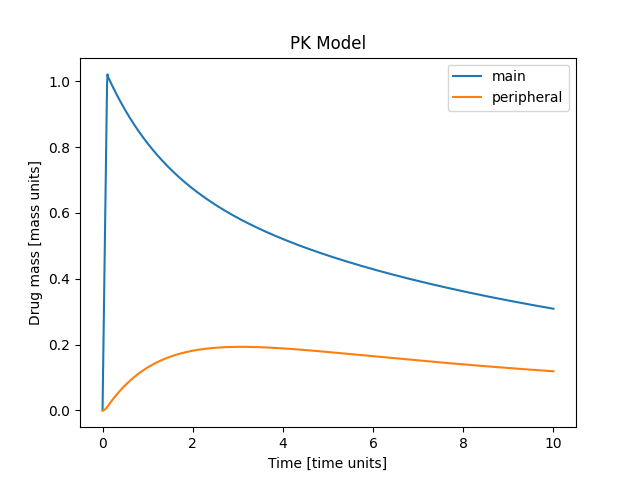 PK Model
main
peripheral
Drug mass [mass units]
1.0
0.8
0.6
0.4
0.2
0.0
0 2 4 6 8 10
Time [time units]